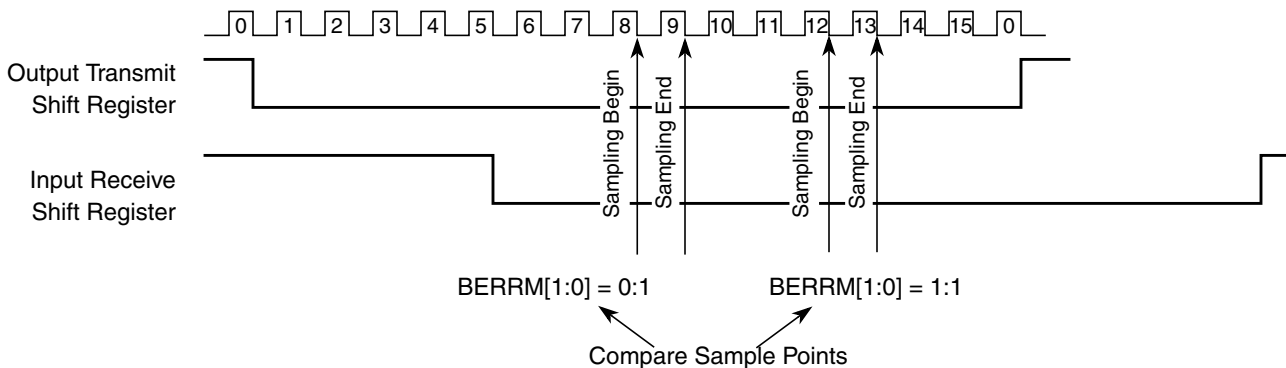 0 1 2 3 4 5 6 7 8 9 10 11 12 13 14 15 0
Output Transmit
Shift Register
Input Receive
Shift Register
Sampling Begin
Sampling End
Sampling Begin
Sampling End
BERRM[1:0] = 0:1
BERRM[1:0] = 1:1
Compare Sample Points